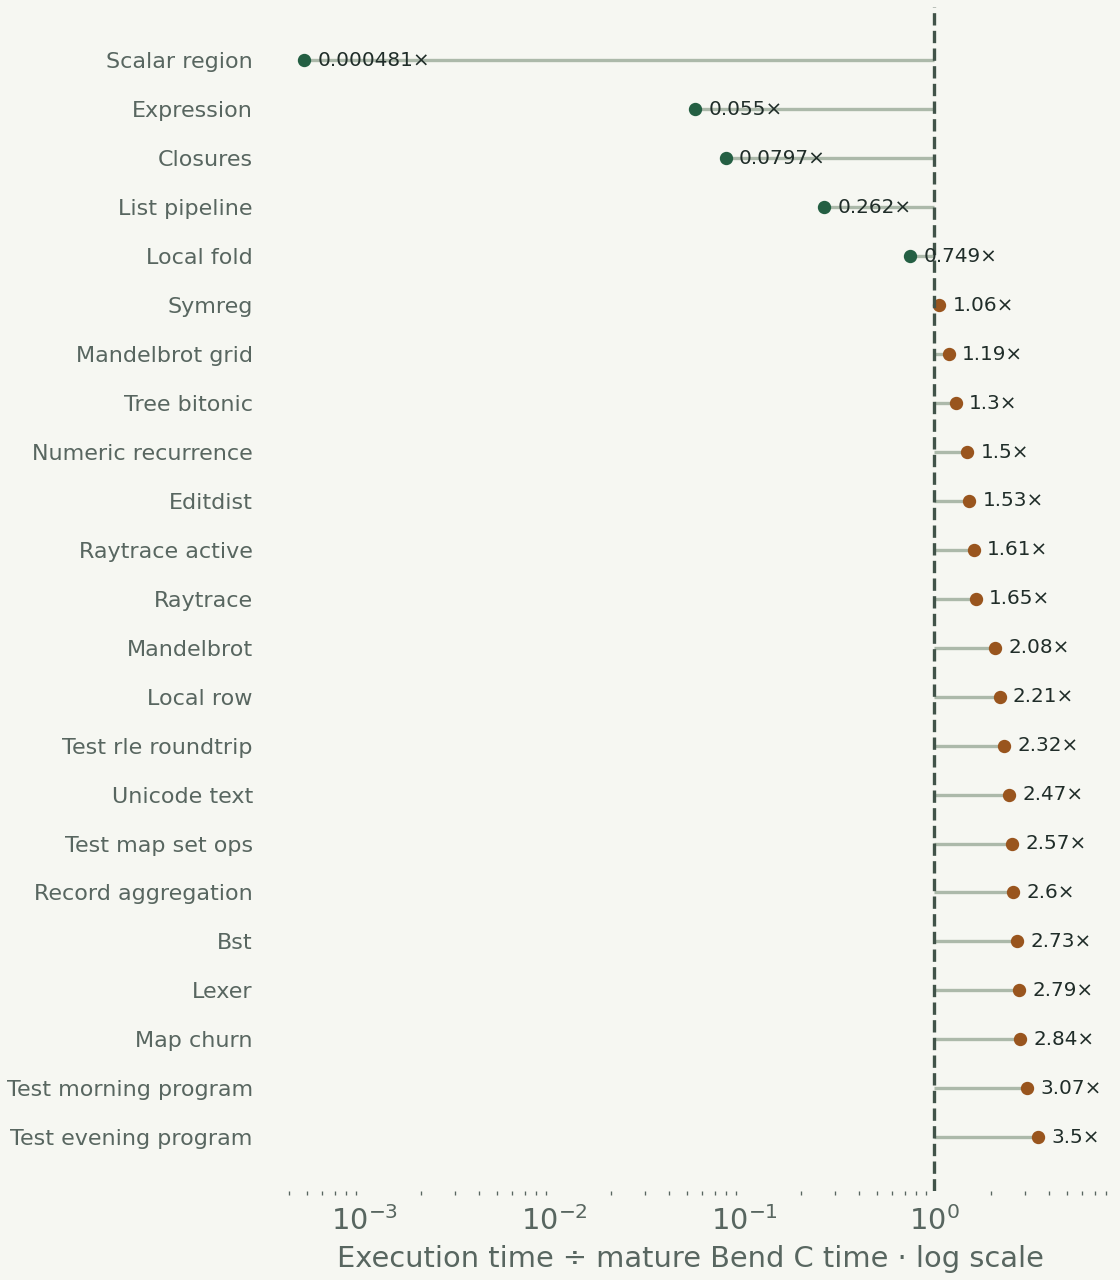 Scalar region 0.000481×
Expression 0.055×
Closures 0.0797×
List pipeline 0.262×
Local fold 0.749×
Symreg 1.06×
Mandelbrot grid 1.19×
Tree bitonic 1.3×
Numeric recurrence 1.5×
Editdist 1.53×
Raytrace active 1.61×
Raytrace 1.65×
Mandelbrot 2.08×
Local row 2.21×
Test rle roundtrip 2.32×
Unicode text 2.47×
Test map set ops 2.57×
Record aggregation 2.6×
Bst 2.73×
Lexer 2.79×
Map churn 2.84×
Test morning program 3.07×
Test evening program 3.5×
10⁻³ 10⁻² 10⁻¹ 10⁰
Execution time ÷ mature Bend C time · log scale